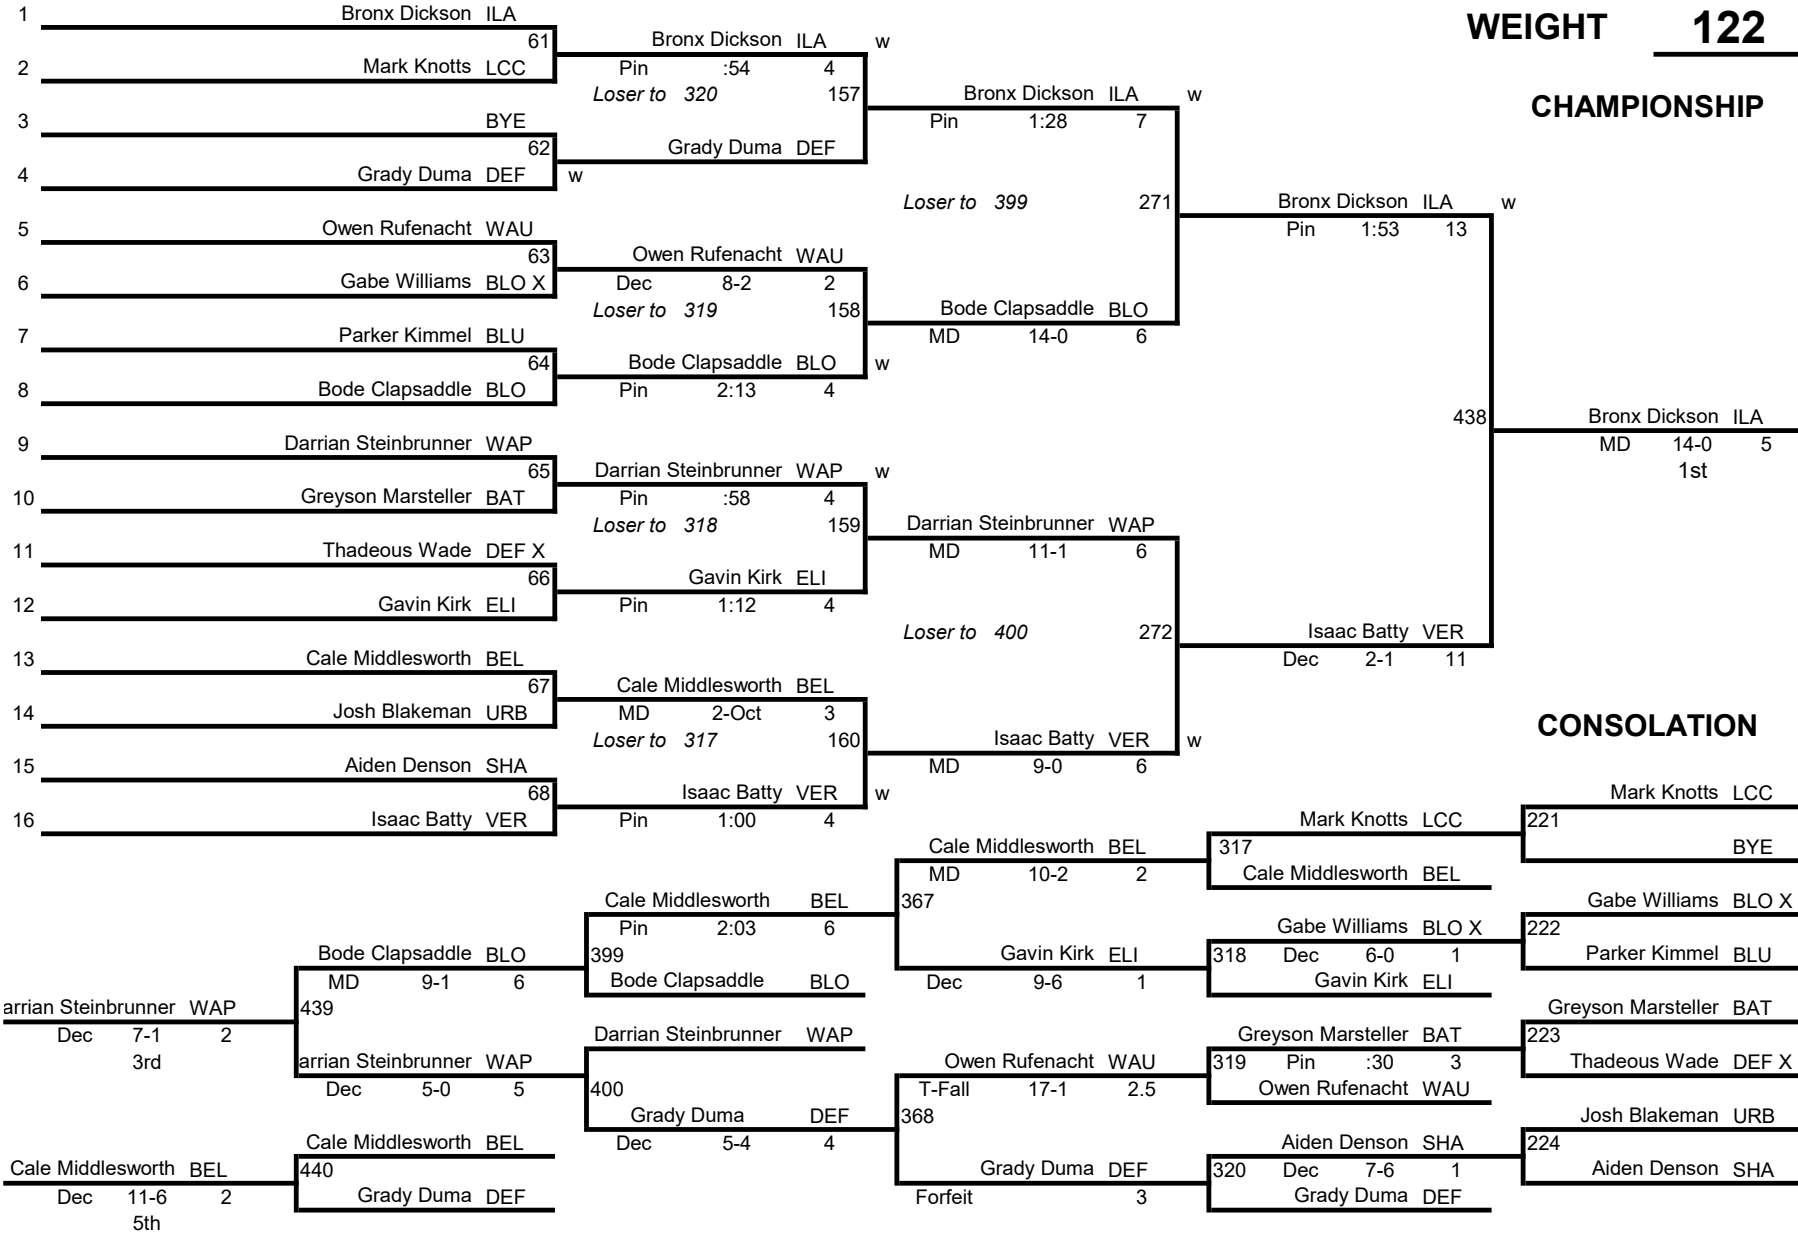 WEIGHT 122
CHAMPIONSHIP
1 Bronx Dickson ILA
61
2 Mark Knotts LCC
3 BYE
62
4 Grady Duma DEF w
5 Owen Rufenacht WAU
63
6 Gabe Williams BLO X
7 Parker Kimmel BLU
64
8 Bode Clapsaddle BLO
9 Darrian Steinbrunner WAP
65
10 Greyson Marsteller BAT
11 Thadeous Wade DEF X
66
12 Gavin Kirk ELI
13 Cale Middlesworth BEL
67
14 Josh Blakeman URB
15 Aiden Denson SHA
68
16 Isaac Batty VER
Bronx Dickson ILA w
Pin :54 4
Loser to 320 157
Grady Duma DEF
Owen Rufenacht WAU
Dec 8-2 2
Loser to 319 158
Bode Clapsaddle BLO w
Pin 2:13 4
Darrian Steinbrunner WAP w
Pin :58 4
Loser to 318 159
Gavin Kirk ELI
Pin 1:12 4
Cale Middlesworth BEL
MD 2-Oct 3
Loser to 317 160
Isaac Batty VER w
Pin 1:00 4
Bronx Dickson ILA w
Pin 1:28 7
Loser to 399 271
Bode Clapsaddle BLO
MD 14-0 6
Darrian Steinbrunner WAP
MD 11-1 6
Loser to 400 272
Isaac Batty VER w
MD 9-0 6
Bronx Dickson ILA w
Pin 1:53 13
438
Isaac Batty VER
Dec 2-1 11
Bronx Dickson ILA
MD 14-0 5
1st
CONSOLATION
Mark Knotts LCC
221
BYE
Gabe Williams BLO X
222
Parker Kimmel BLU
Greyson Marsteller BAT
223
Thadeous Wade DEF X
Josh Blakeman URB
224
Aiden Denson SHA
Mark Knotts LCC
317
Cale Middlesworth BEL
Gabe Williams BLO X
318 Dec 6-0 1
Gavin Kirk ELI
Greyson Marsteller BAT
319 Pin :30 3
Owen Rufenacht WAU
Aiden Denson SHA
320 Dec 7-6 1
Grady Duma DEF
Cale Middlesworth BEL
MD 10-2 2
367
Gavin Kirk ELI
Dec 9-6 1
Owen Rufenacht WAU
T-Fall 17-1 2.5
368
Grady Duma DEF
Forfeit 3
Cale Middlesworth BEL
Pin 2:03 6
399
Bode Clapsaddle BLO
Darrian Steinbrunner WAP
400
Grady Duma DEF
Dec 5-4 4
Bode Clapsaddle BLO
MD 9-1 6
439
arrian Steinbrunner WAP
Dec 5-0 5
Cale Middlesworth BEL
440
Grady Duma DEF
arrian Steinbrunner WAP
Dec 7-1 2
3rd
Cale Middlesworth BEL
Dec 11-6 2
5th